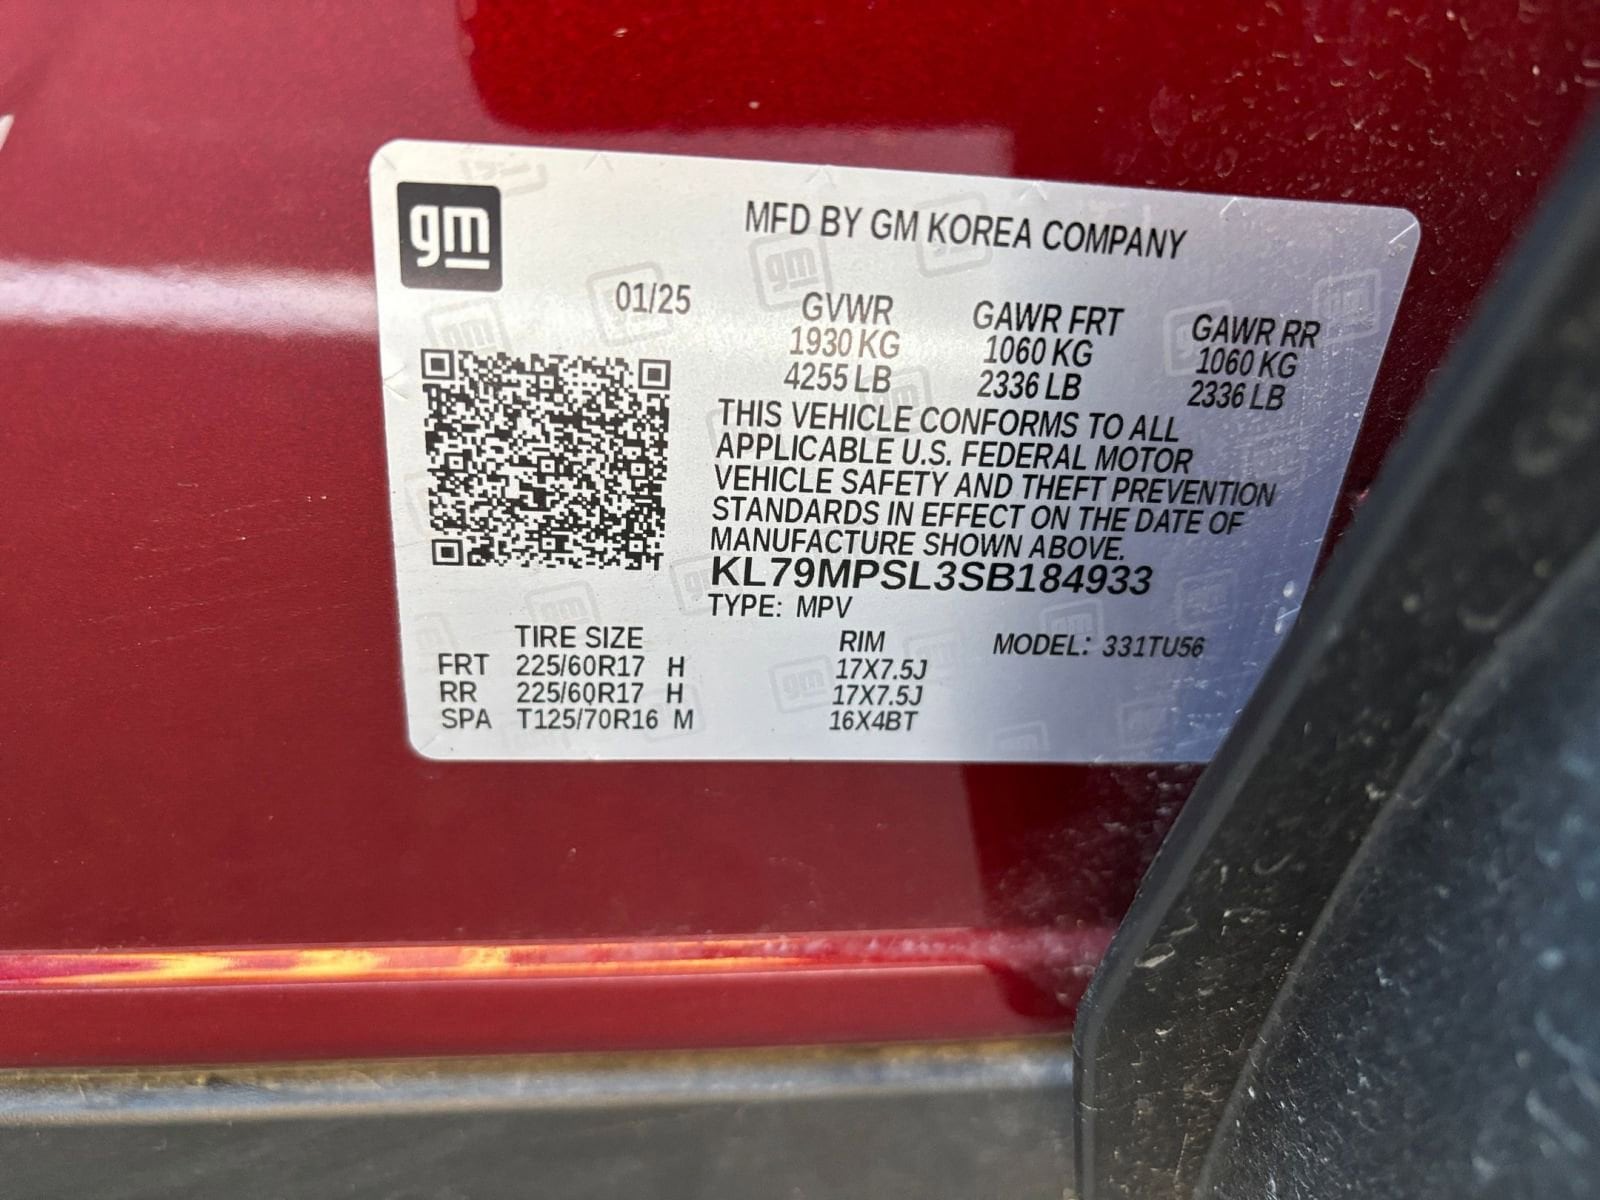 gm
MFD BY GM KOREA COMPANY
01/25
GVWR GAWR FRT GAWR RR
1930 KG 1060 KG 1060 KG
4255 LB 2336 LB 2336 LB
THIS VEHICLE CONFORMS TO ALL
APPLICABLE U.S. FEDERAL MOTOR
VEHICLE SAFETY AND THEFT PREVENTION
STANDARDS IN EFFECT ON THE DATE OF
MANUFACTURE SHOWN ABOVE.
KL79MPSL3SB184933
TYPE: MPV
TIRE SIZE RIM MODEL: 331TU56
FRT 225/60R17 H 17X7.5J
RR 225/60R17 H 17X7.5J
SPA T125/70R16 M 16X4BT